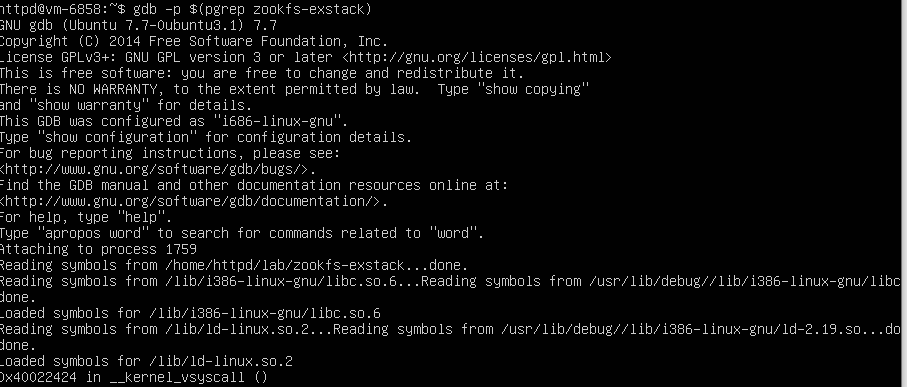 httpd@vm-6858:~$ gdb -p $(pgrep zookfs-exstack)
GNU gdb (Ubuntu 7.7-0ubuntu3.1) 7.7
Copyright (C) 2014 Free Software Foundation, Inc.
License GPLv3+: GNU GPL version 3 or later <http://gnu.org/licenses/gpl.html>
This is free software: you are free to change and redistribute it.
There is NO WARRANTY, to the extent permitted by law.  Type "show copying"
and "show warranty" for details.
This GDB was configured as "i686-linux-gnu".
Type "show configuration" for configuration details.
For bug reporting instructions, please see:
<http://www.gnu.org/software/gdb/bugs/>.
Find the GDB manual and other documentation resources online at:
<http://www.gnu.org/software/gdb/documentation/>.
For help, type "help".
Type "apropos word" to search for commands related to "word".
Attaching to process 1759
Reading symbols from /home/httpd/lab/zookfs-exstack...done.
Reading symbols from /lib/i386-linux-gnu/libc.so.6...Reading symbols from /usr/lib/debug//lib/i386-linux-gnu/libc
done.
Loaded symbols for /lib/i386-linux-gnu/libc.so.6
Reading symbols from /lib/ld-linux.so.2...Reading symbols from /usr/lib/debug//lib/i386-linux-gnu/ld-2.19.so...do
done.
Loaded symbols for /lib/ld-linux.so.2
0x40022424 in __kernel_vsyscall ()